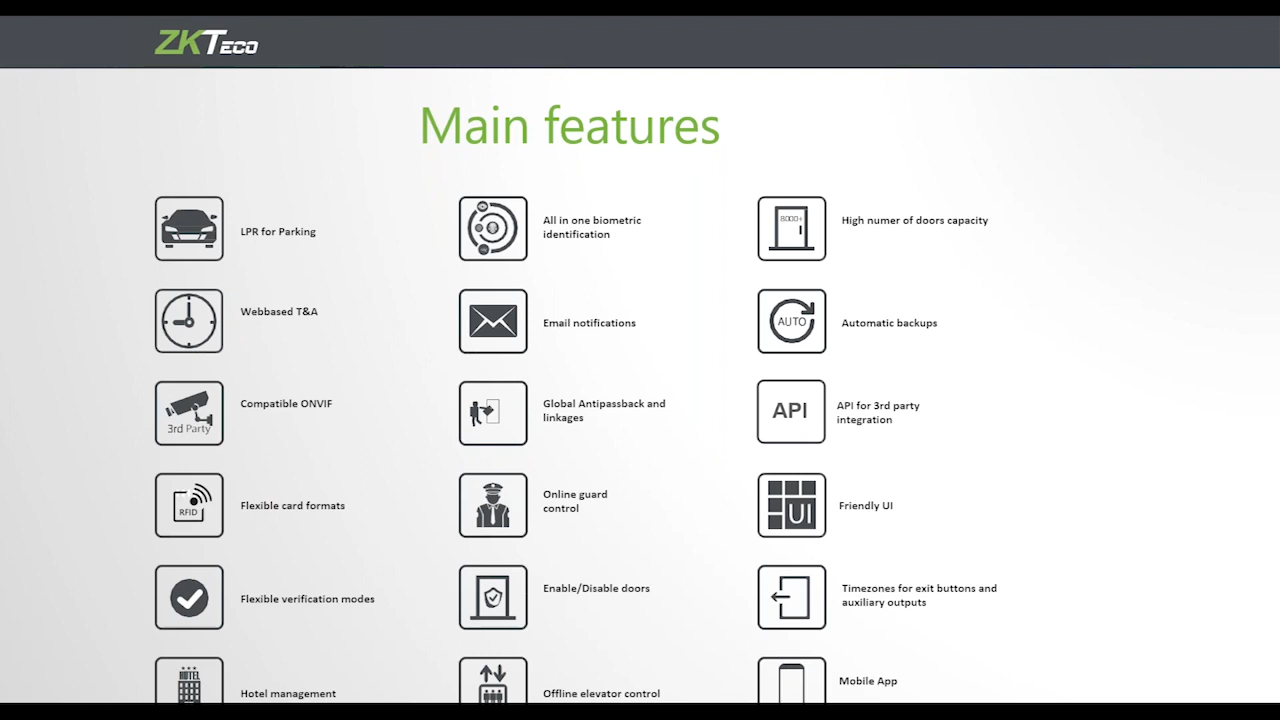 ZKTeco
Main features
LPR for Parking
All in one biometric
identification
8000+
High numer of doors capacity
Webbased T&A
Email notifications
AUTO
Automatic backups
3rd Party
Compatible ONVIF
Global Antipassback and
linkages
API
API for 3rd party
integration
RFID
Flexible card formats
Online guard
control
UI
Friendly UI
Flexible verification modes
Enable/Disable doors
Timezones for exit buttons and
auxiliary outputs
HOTEL
Hotel management
Offline elevator control
Mobile App